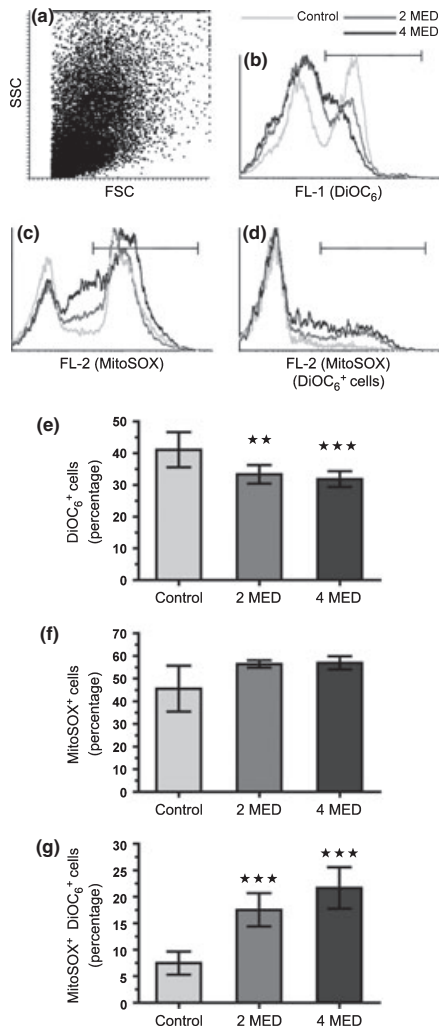 (a)
SSC
FSC
Control
2 MED
4 MED
(b)
FL-1 (DiOC6)
(c)
FL-2 (MitoSOX)
(d)
FL-2 (MitoSOX)
(DiOC6+ cells)
(e)
DiOC6+ cells
(percentage)
50
40
30
20
10
0
★★
★★★
Control
2 MED
4 MED
(f)
MitoSOX+ cells
(percentage)
70
60
50
40
30
20
10
0
Control
2 MED
4 MED
(g)
MitoSOX+ DiOC6+ cells
(percentage)
30
25
20
15
10
5
0
★★★
★★★
Control
2 MED
4 MED